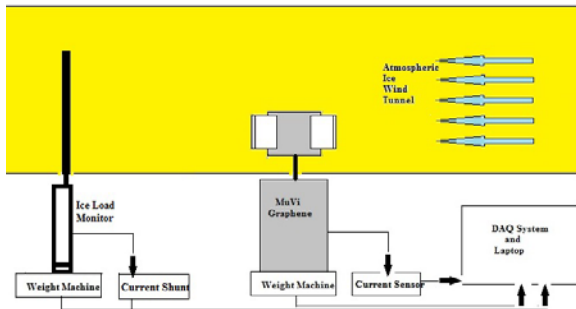 Atmospheric
Ice
Wind
Tunnel
Ice Load
Monitor
MuVi
Graphene
DAQ System
and
Laptop
Weight Machine
Current Shunt
Weight Machine
Current Sensor